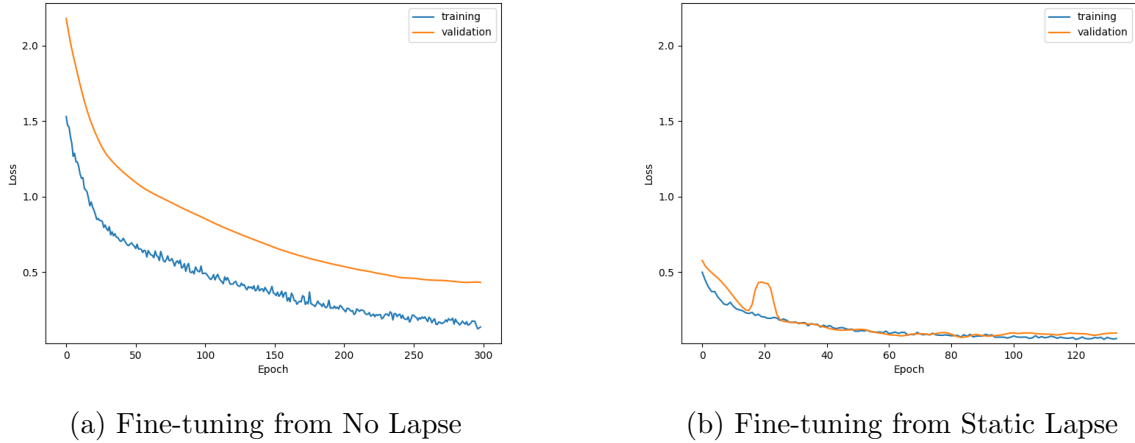 training
validation
2.0
1.5
1.0
0.5
Loss
0
50
100
150
200
250
300
Epoch
(a) Fine-tuning from No Lapse
training
validation
2.0
1.5
1.0
0.5
Loss
0
20
40
60
80
100
120
Epoch
(b) Fine-tuning from Static Lapse